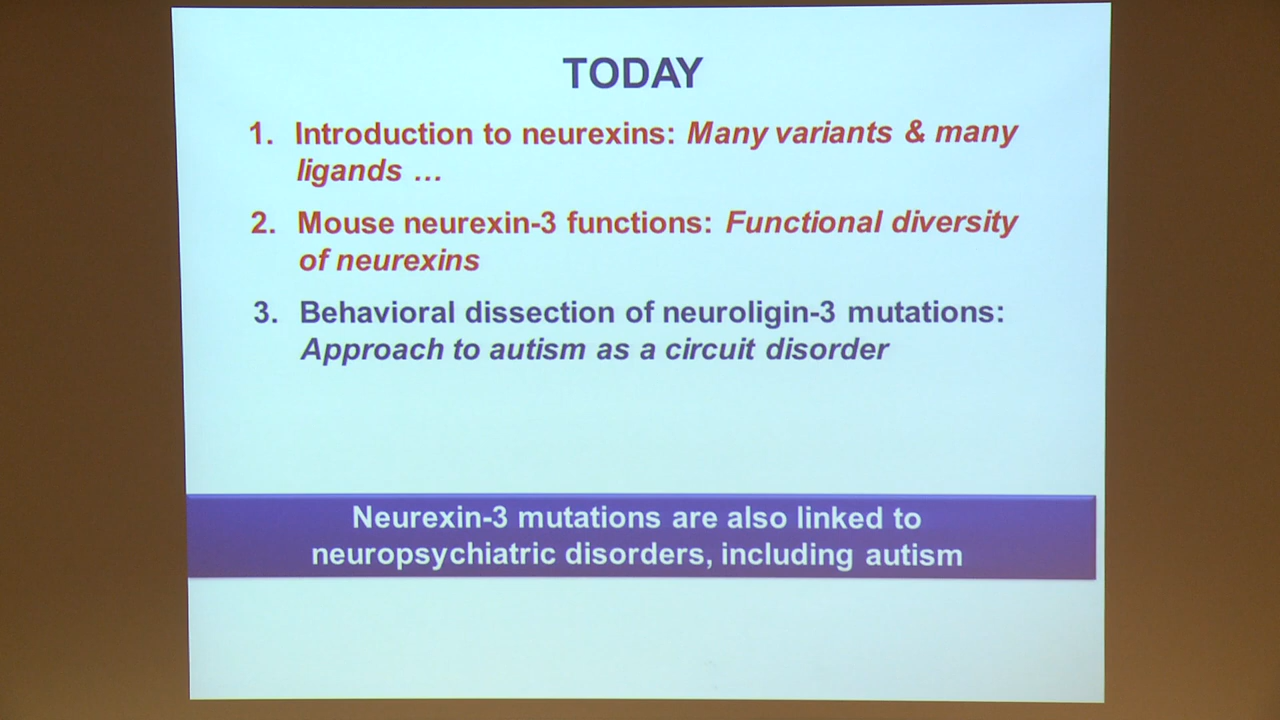 TODAY
1. Introduction to neurexins: Many variants & many
ligands …
2. Mouse neurexin-3 functions: Functional diversity
of neurexins
3. Behavioral dissection of neuroligin-3 mutations:
Approach to autism as a circuit disorder
Neurexin-3 mutations are also linked to
neuropsychiatric disorders, including autism